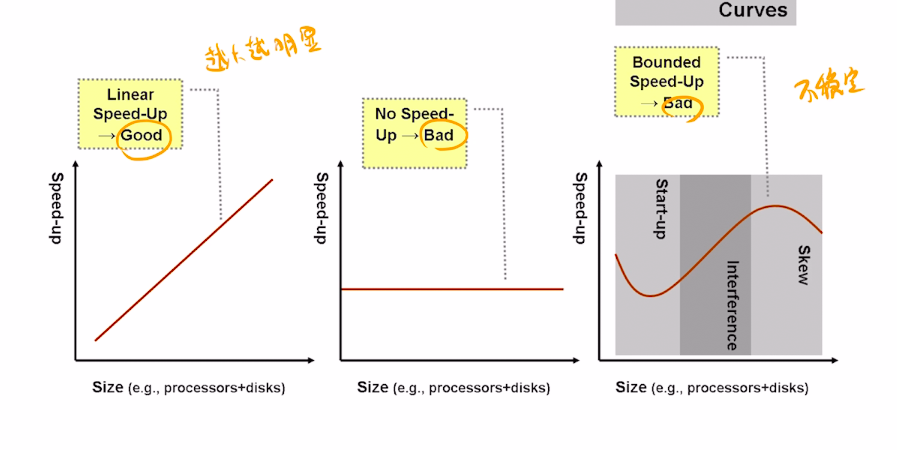 Curves
越大越明显
Linear
Speed-Up
→ Good
No Speed-
Up → Bad
Bounded
Speed-Up
→ Bad
不稳定
Speed-up
Size (e.g., processors+disks)
Speed-up
Size (e.g., processors+disks)
Speed-up
Start-up
Interference
Skew
Size (e.g., processors+disks)